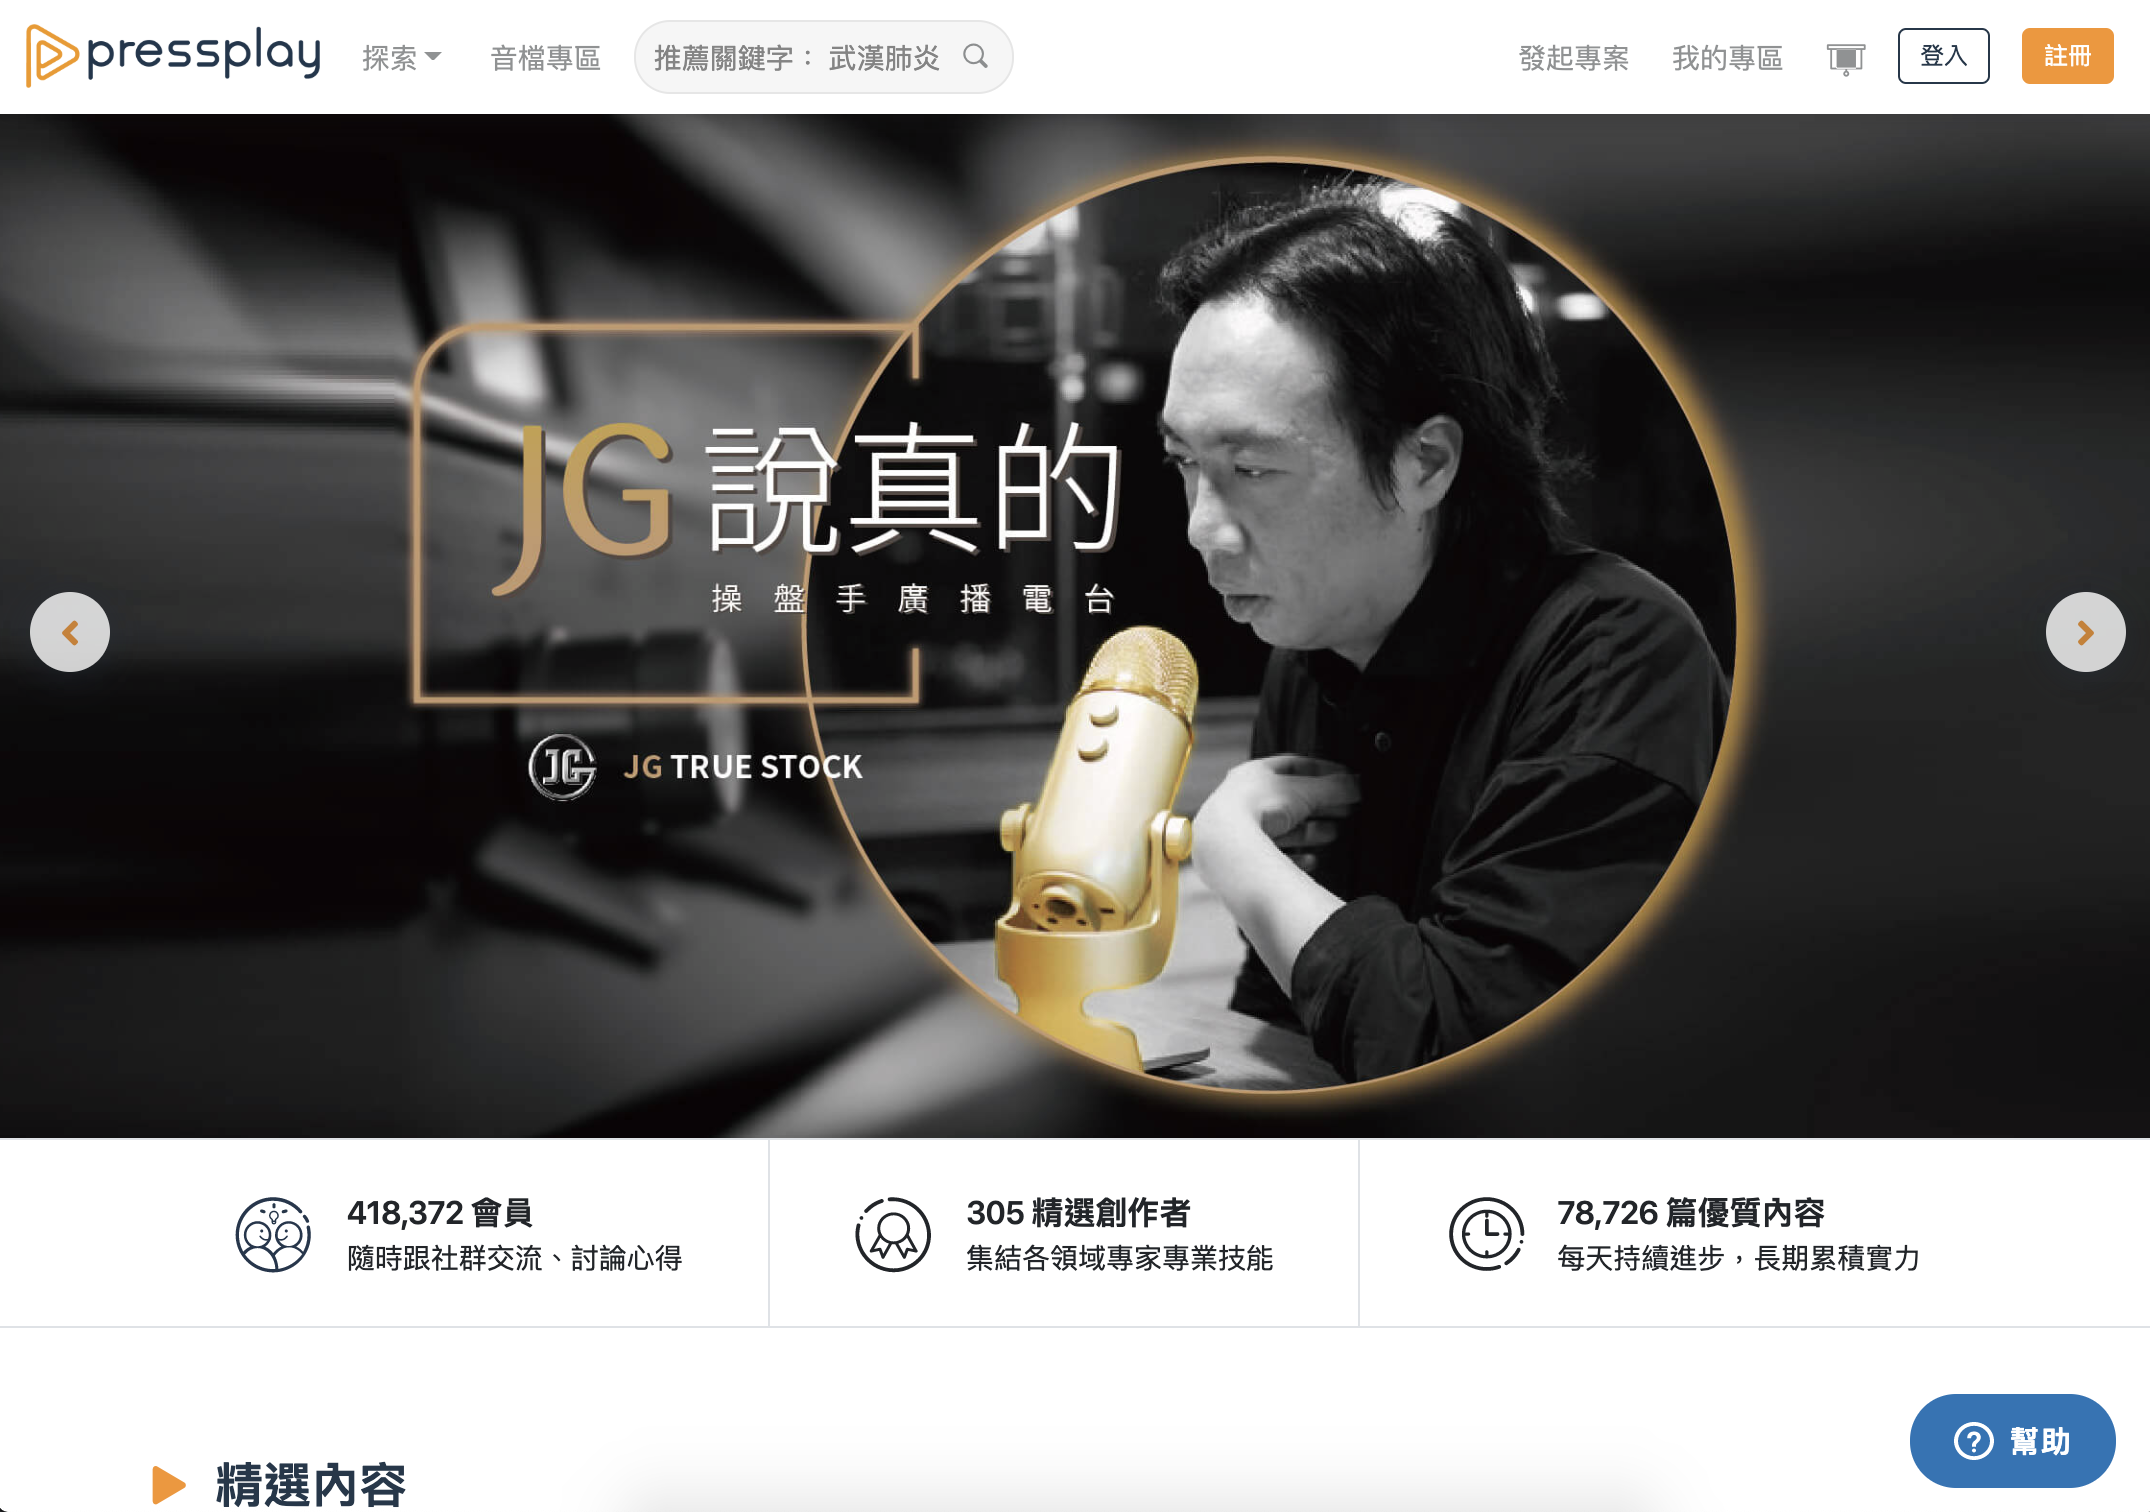 pressplay
探索
音檔專區
推薦關鍵字： 武漢肺炎
發起專案
我的專區
登入
註冊
JG 說真的
操盤手廣播電台
JG JG TRUE STOCK
418,372 會員
隨時跟社群交流、討論心得
305 精選創作者
集結各領域專家專業技能
78,726 篇優質內容
每天持續進步，長期累積實力
精選內容
? 幫助